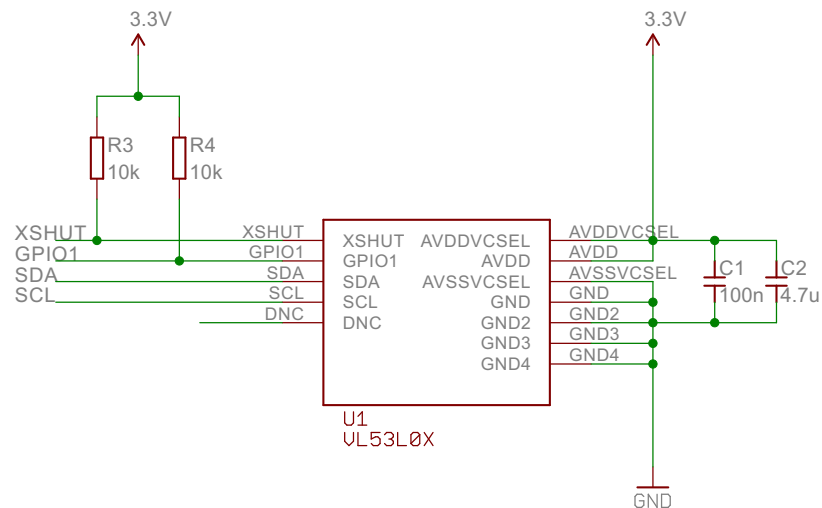 3.3V
3.3V
R3
10k
R4
10k
XSHUT
GPIO1
SDA
SCL
XSHUT
GPIO1
SDA
SCL
DNC
XSHUT
GPIO1
SDA
SCL
DNC
AVDDVCSEL
AVDD
AVSSVCSEL
GND
GND2
GND3
GND4
AVDDVCSEL
AVDD
AVSSVCSEL
GND
GND2
GND3
GND4
C1
100n
C2
4.7u
U1
VL53L0X
GND